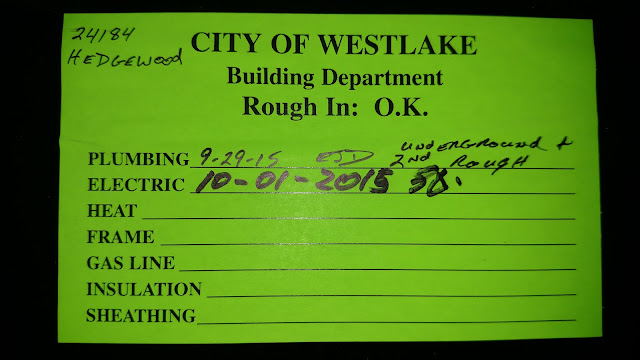 24184
HEDGEWOOD
CITY OF WESTLAKE
Building Department
Rough In: O.K.
UNDERGROUND +
PLUMBING 9-29-15 EJD 2ND ROUGH
ELECTRIC 10-01-2015
HEAT
FRAME
GAS LINE
INSULATION
SHEATHING